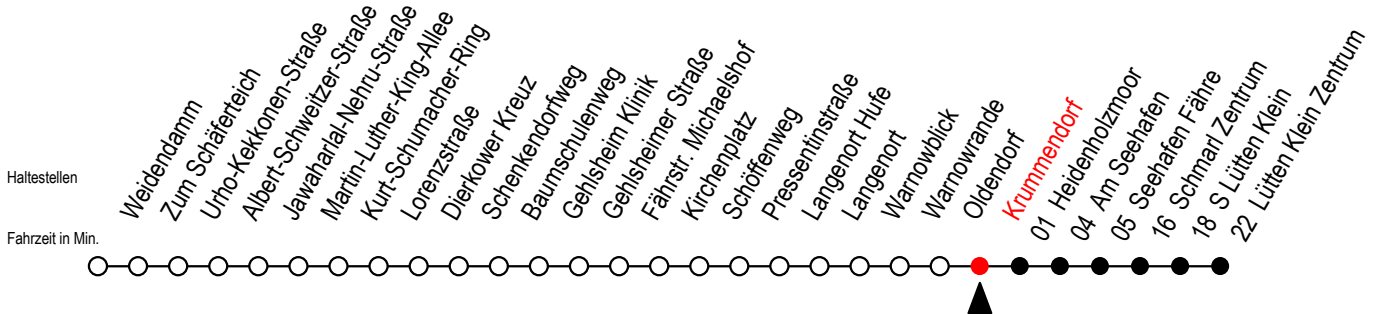 Haltestellen
Fahrzeit in Min.
Weidendamm
Zum Schäferteich
Urho-Kekkonen-Straße
Albert-Schweitzer-Straße
Jawaharlal-Nehru-Straße
Martin-Luther-King-Allee
Kurt-Schumacher-Ring
Lorenzstraße
Dierkower Kreuz
Schenkendorfweg
Baumschulenweg
Gehlsheim Klinik
Gehlsheimer Straße
Fährstr. Michaelshof
Kirchenplatz
Schöffenweg
Pressentinstraße
Langenort Hufe
Langenort
Warnowblick
Warnowrande
Oldendorf
Krummendorf
01 Heidenholzmoor
04 Am Seehafen
05 Seehafen Fähre
16 Schmarl Zentrum
18 S Lütten Klein
22 Lütten Klein Zentrum